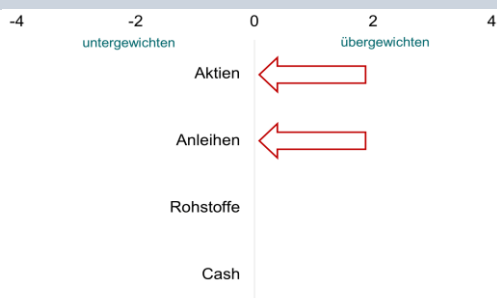 -4 -2 0 2 4
untergewichten übergewichten
Aktien
Anleihen
Rohstoffe
Cash